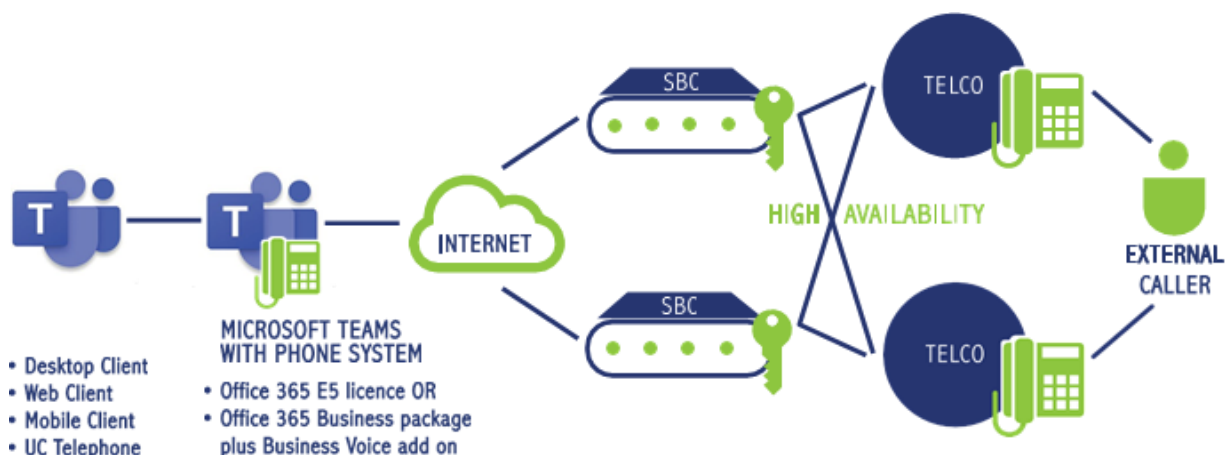 SBC
TELCO
T
T
INTERNET
HIGH AVAILABILITY
EXTERNAL
CALLER
SBC
TELCO
MICROSOFT TEAMS
WITH PHONE SYSTEM
• Office 365 E5 licence OR
• Office 365 Business package
plus Business Voice add on
• Desktop Client
• Web Client
• Mobile Client
• UC Telephone